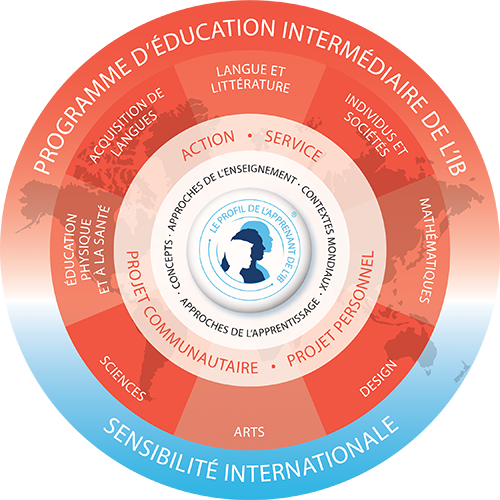 PROGRAMME D'ÉDUCATION INTERMÉDIAIRE DE L'IB
LANGUE ET
LITTÉRATURE
ACQUISITION DE
LANGUES
INDIVIDUS ET
SOCIÉTÉS
ÉDUCATION
PHYSIQUE
ET À LA SANTÉ
MATHÉMATIQUES
SCIENCES
DESIGN
ARTS
ACTION • SERVICE
PROJET COMMUNAUTAIRE • PROJET PERSONNEL
CONCEPTS · APPROCHES DE L'ENSEIGNEMENT · CONTEXTES MONDIAUX ·
APPROCHES DE L'APPRENTISSAGE ·
LE PROFIL DE L'APPRENANT DE L'IB
®
SENSIBILITÉ INTERNATIONALE